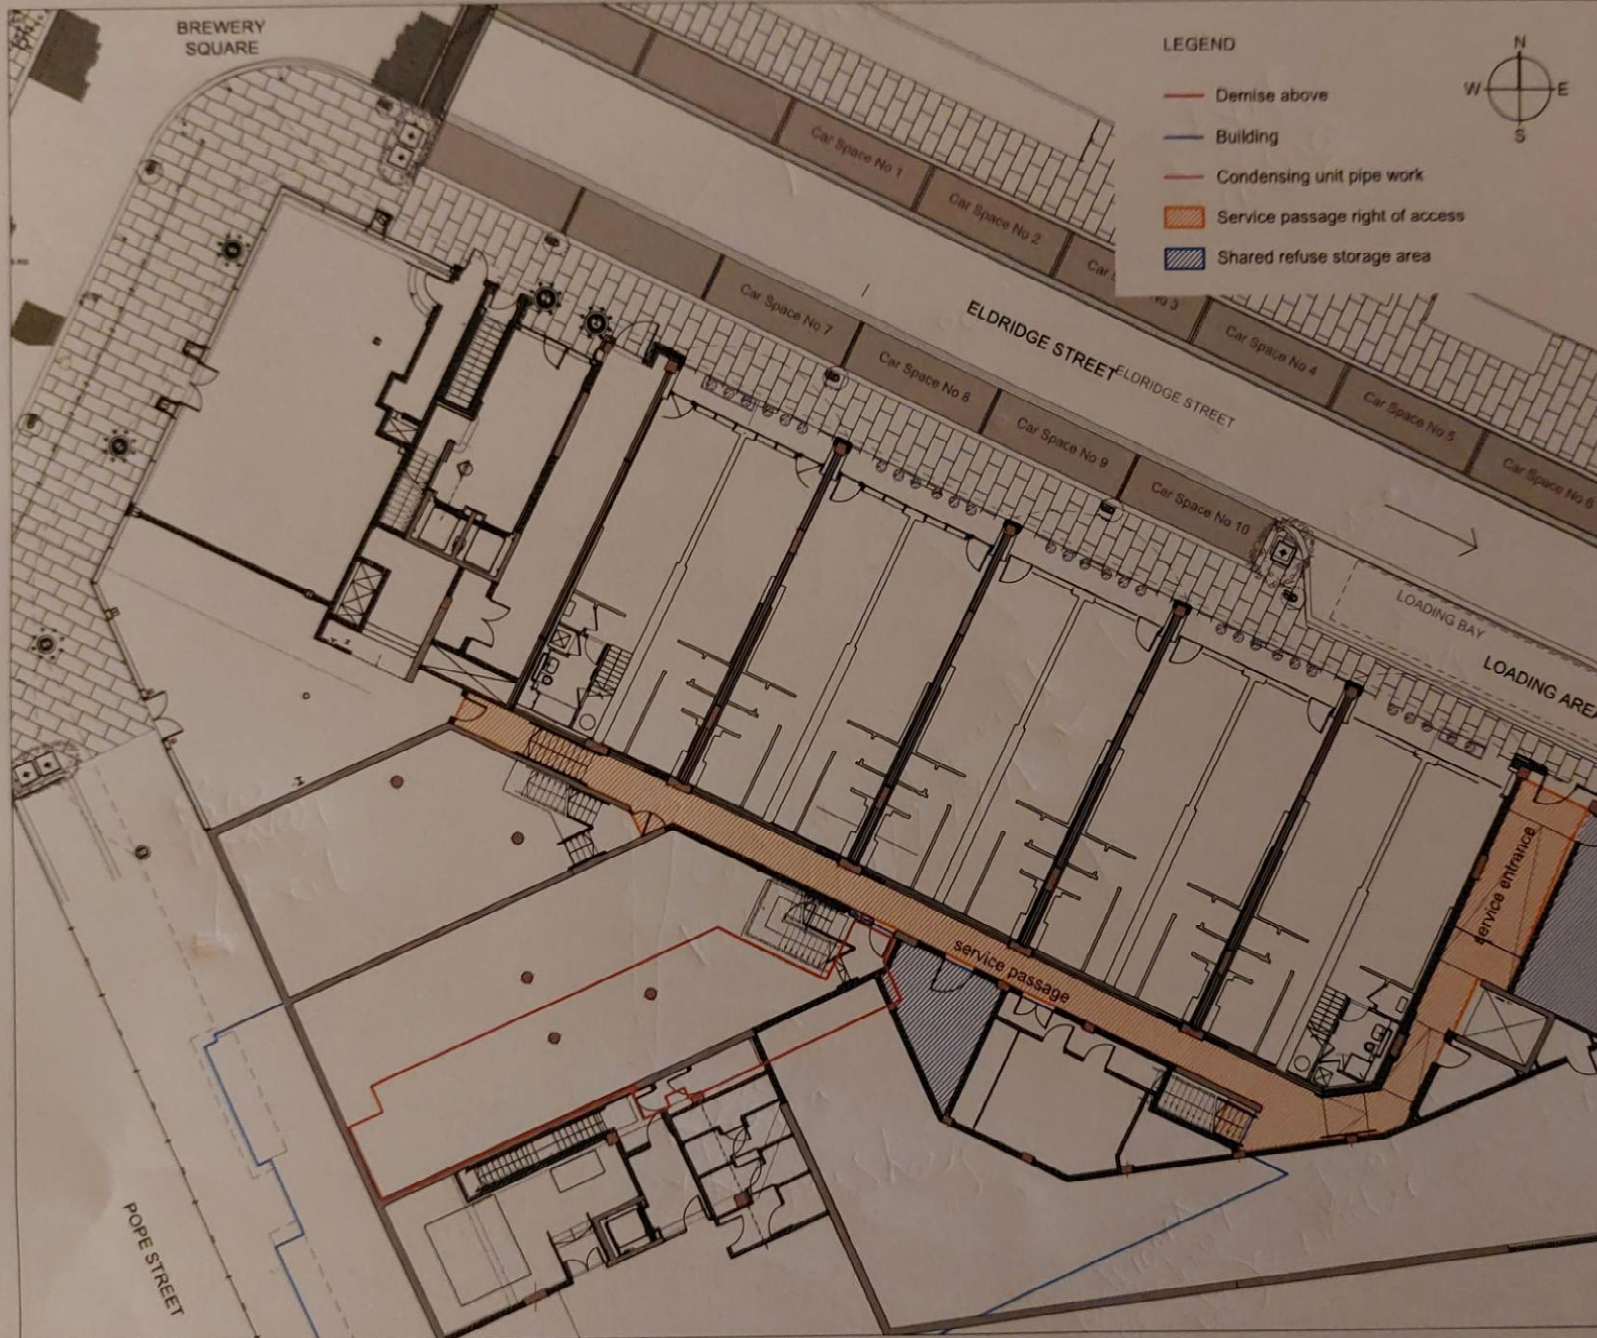 BREWERY
SQUARE
LEGEND
Demise above
Building
Condensing unit pipe work
Service passage right of access
Shared refuse storage area
N
W
E
S
Car Space No 1
Car Space No 2
Car
No 3
Car Space No 4
Car Space No 5
Car Space No 6
ELDRIDGE STREET
ELDRIDGE STREET
Car Space No 7
Car Space No 8
Car Space No 9
Car Space No 10
LOADING BAY
LOADING AREA
service entrance
service passage
POPE STREET